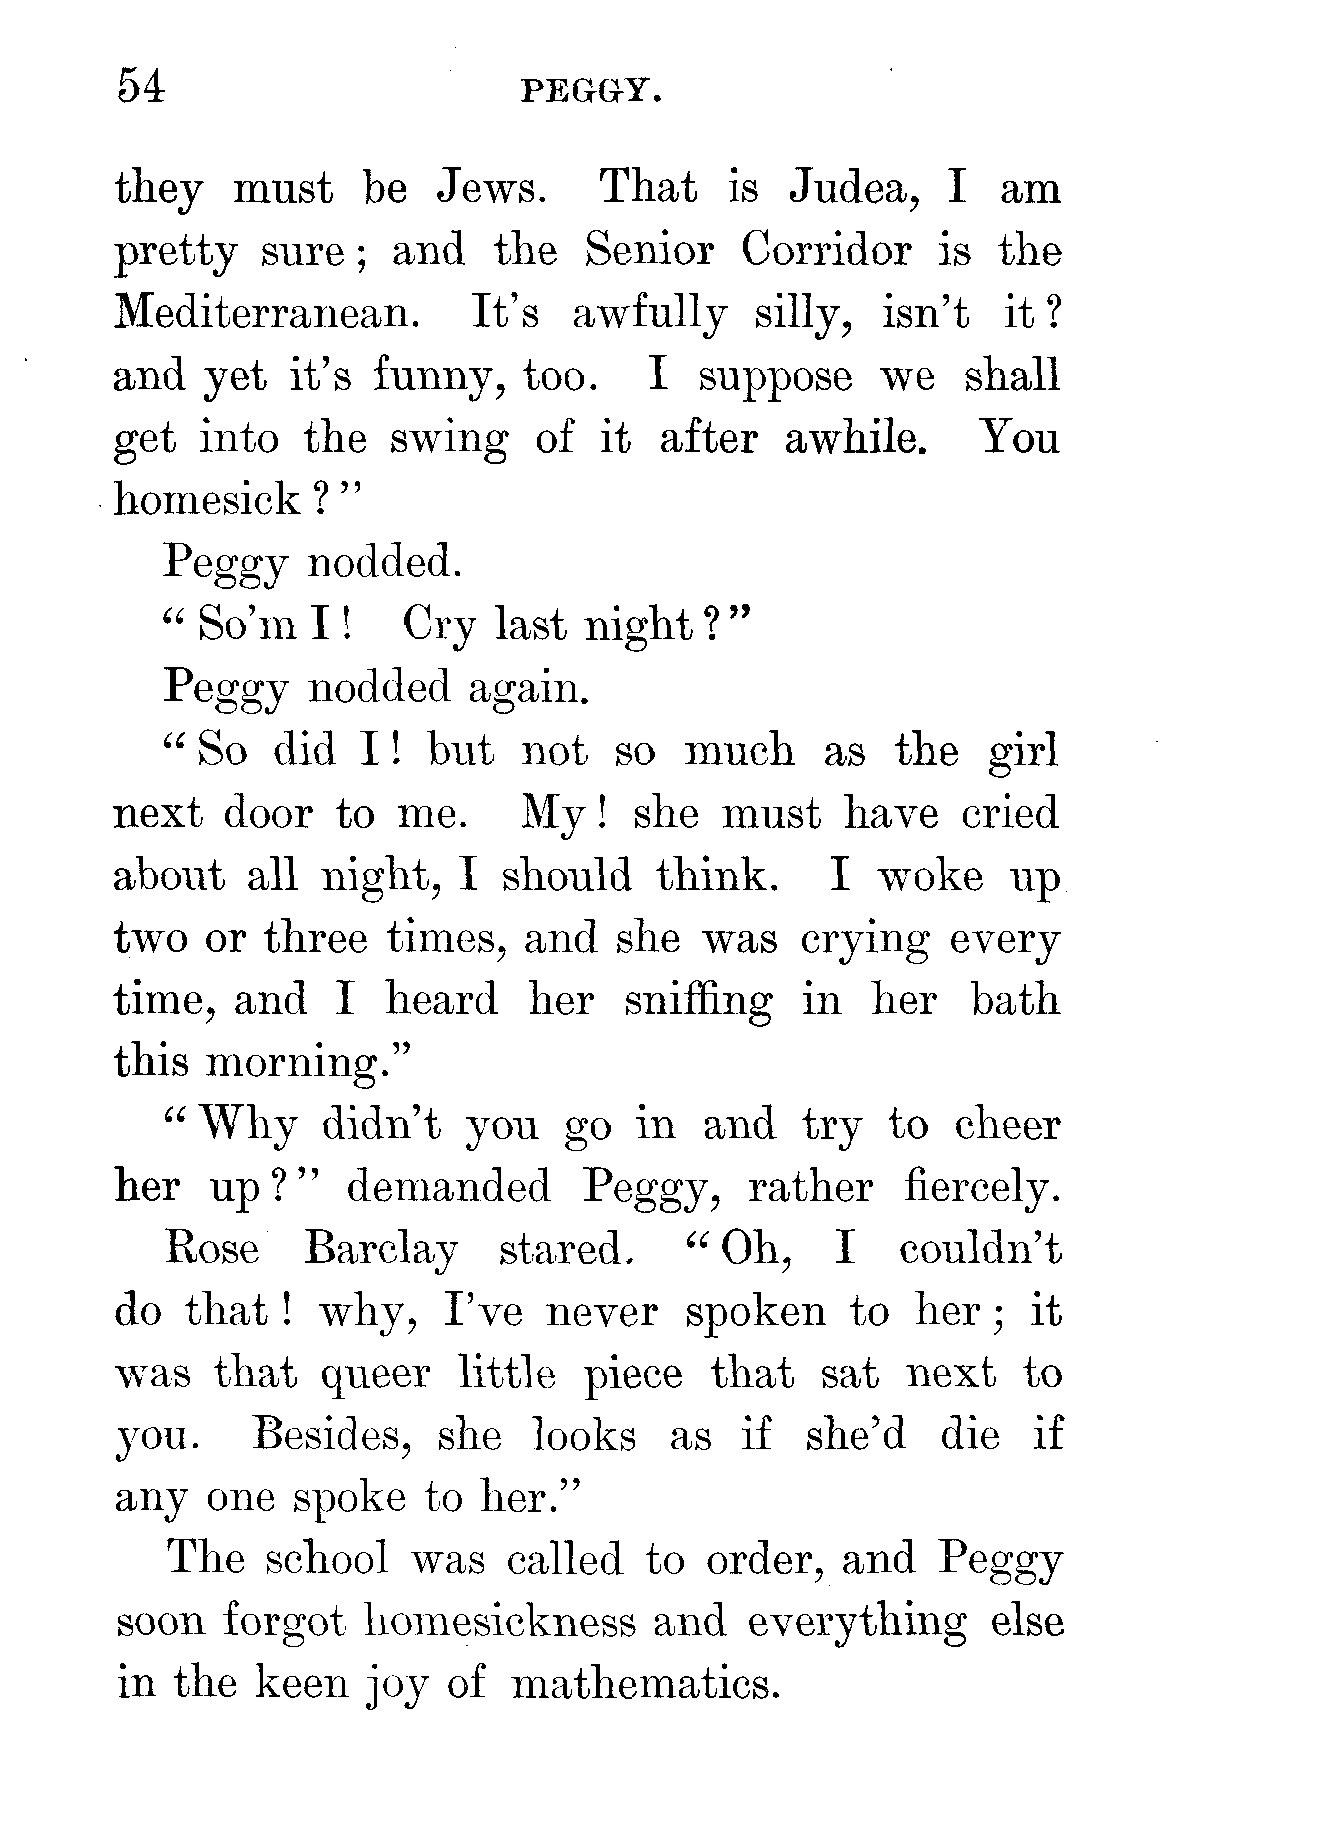 54 PEGGY.
they must be Jews. That is Judea, I am
pretty sure; and the Senior Corridor is the
Mediterranean. It's awfully silly, isn't it?
and yet it's funny, too. I suppose we shall
get into the swing of it after awhile. You
homesick?”
Peggy nodded.
“So'm I! Cry last night?”
Peggy nodded again.
“So did I! but not so much as the girl
next door to me. My! she must have cried
about all night, I should think. I woke up
two or three times, and she was crying every
time, and I heard her sniffing in her bath
this morning.”
“Why didn't you go in and try to cheer
her up?” demanded Peggy, rather fiercely.
Rose Barclay stared. “Oh, I couldn't
do that! why, I've never spoken to her; it
was that queer little piece that sat next to
you. Besides, she looks as if she'd die if
any one spoke to her.”
The school was called to order, and Peggy
soon forgot homesickness and everything else
in the keen joy of mathematics.